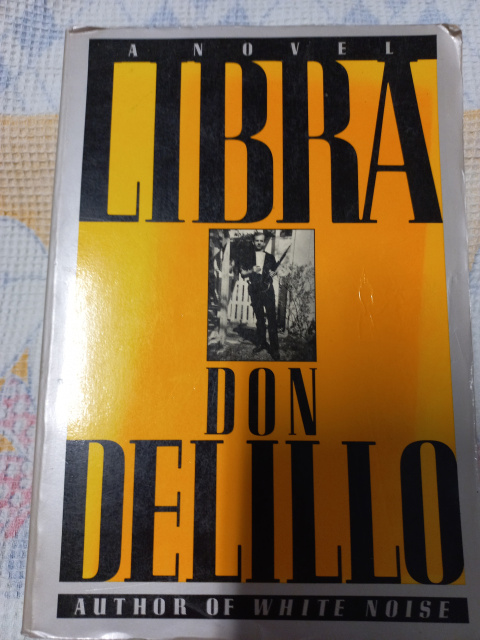 A NOVEL
LIBRA
DON
DELILLO
AUTHOR OF WHITE NOISE